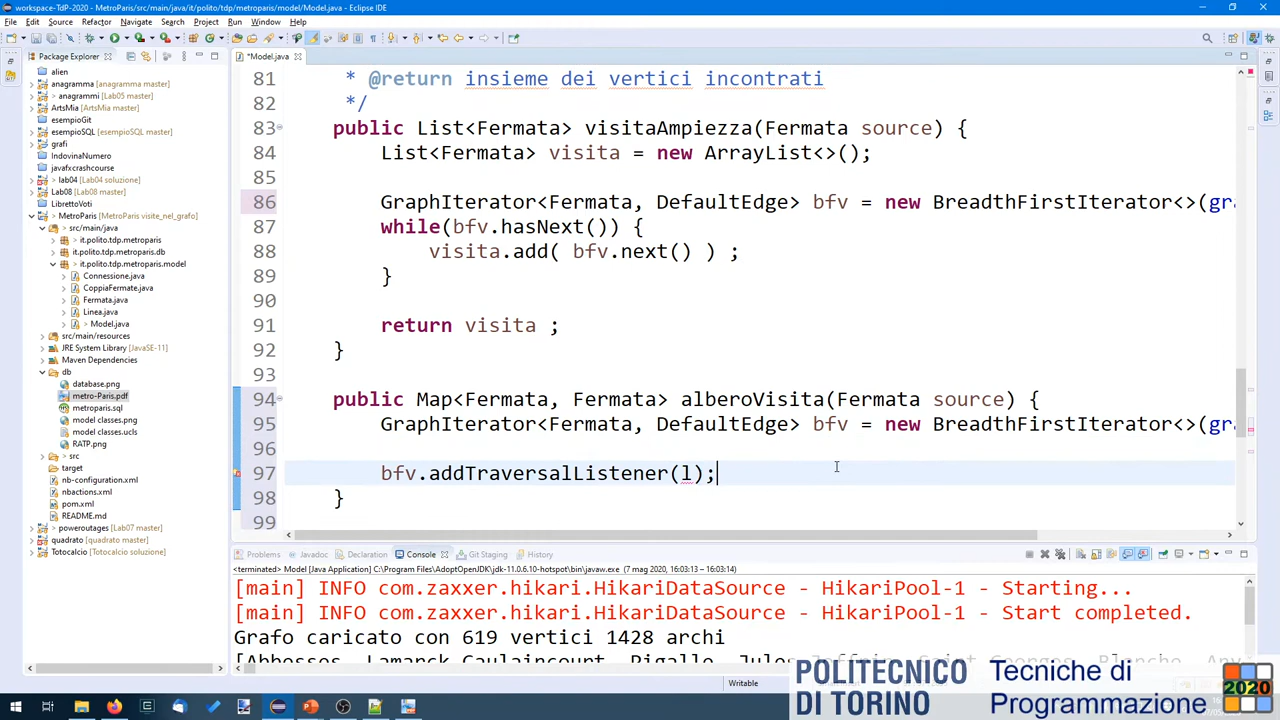 workspace-TdP-2020 - MetroParis/src/main/java/it/polito/tdp/metroparis/model/Model.java - Eclipse IDE
File Edit Source Refactor Navigate Search Project Run Window Help
Package Explorer
*Model.java
alien
anagramma [anagramma master]
> anagrammi [Lab05 master]
ArtsMia [ArtsMia master]
esempioGit
esempioSQL [esempioSQL master]
grafi
IndovinaNumero
javafxcrashcourse
> lab04 [Lab04 soluzione]
Lab08 [Lab08 master]
LibrettoVoti
> MetroParis [MetroParis visite_nel_grafo]
> src/main/java
it.polito.tdp.metroparis
it.polito.tdp.metroparis.db
> it.polito.tdp.metroparis.model
Connessione.java
CoppiaFermate.java
Fermata.java
Linea.java
> Model.java
src/main/resources
JRE System Library [JavaSE-11]
Maven Dependencies
db
database.png
metro-Paris.pdf
metroparis.sql
model classes.png
model classes.ucls
RATP.png
> src
target
nb-configuration.xml
nbactions.xml
pom.xml
README.md
> poweroutages [Lab07 master]
quadrato [quadrato master]
Totocalcio [Totocalcio soluzione]
81 * @return insieme dei vertici incontrati
82 */
83 public List<Fermata> visitaAmpiezza(Fermata source) {
84 List<Fermata> visita = new ArrayList<>();
85
86 GraphIterator<Fermata, DefaultEdge> bfv = new BreadthFirstIterator<>(gra
87 while(bfv.hasNext()) {
88 visita.add( bfv.next() ) ;
89 }
90
91 return visita ;
92 }
93
94 public Map<Fermata, Fermata> alberoVisita(Fermata source) {
95 GraphIterator<Fermata, DefaultEdge> bfv = new BreadthFirstIterator<>(gra
96
97 bfv.addTraversalListener(l);
98 }
99
Problems Javadoc Declaration Console Git Staging History
<terminated> Model [Java Application] C:\Program Files\AdoptOpenJDK\jdk-11.0.6.10-hotspot\bin\javaw.exe (7 mag 2020, 16:03:13 – 16:03:14)
[main] INFO com.zaxxer.hikari.HikariDataSource - HikariPool-1 - Starting...
[main] INFO com.zaxxer.hikari.HikariDataSource - HikariPool-1 - Start completed.
Grafo caricato con 619 vertici 1428 archi
Writable
POLITECNICO
DI TORINO
Tecniche di
Programmazione
2020